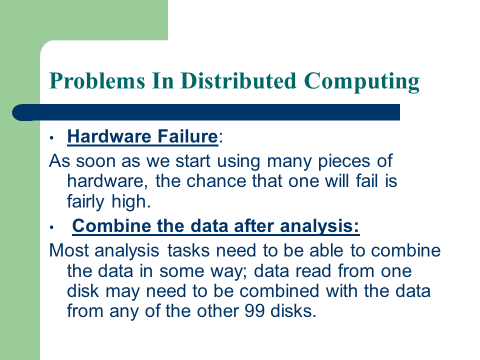 Problems In Distributed Computing
• Hardware Failure:
As soon as we start using many pieces of
hardware, the chance that one will fail is
fairly high.
• Combine the data after analysis:
Most analysis tasks need to be able to combine
the data in some way; data read from one
disk may need to be combined with the data
from any of the other 99 disks.